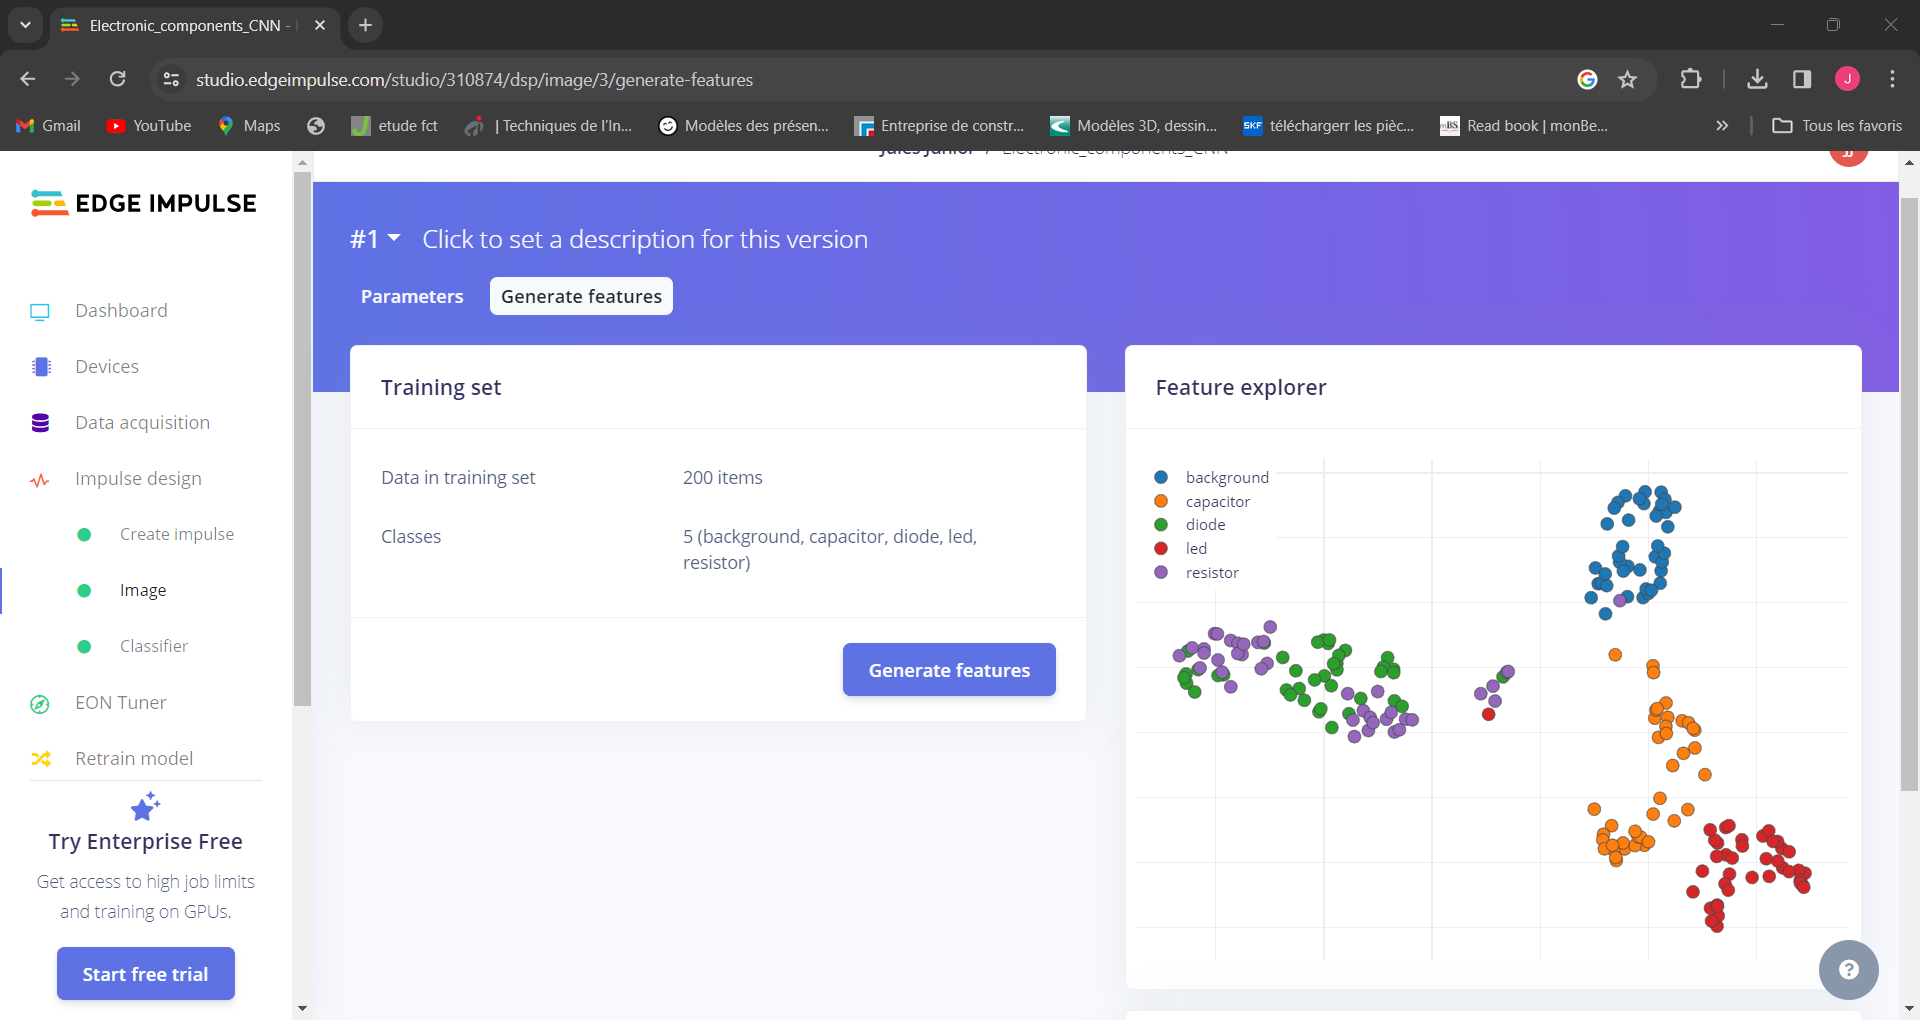 Electronic_components_CNN -
studio.edgeimpulse.com/studio/310874/dsp/image/3/generate-features
J
Gmail
YouTube
Maps
etude fct
| Techniques de l'In...
Modèles des présen...
Entreprise de constr...
Modèles 3D, dessin...
SKF
téléchargerr les pièc...
Read book | monBe...
Tous les favoris
Jules Junior / Electronic_components_CNN
JJ
EDGE IMPULSE
#1
Click to set a description for this version
Parameters
Generate features
Dashboard
Devices
Data acquisition
Impulse design
Create impulse
Image
Classifier
EON Tuner
Retrain model
Try Enterprise Free
Get access to high job limits
and training on GPUs.
Start free trial
Training set
Data in training set
200 items
Classes
5 (background, capacitor, diode, led,
resistor)
Generate features
Feature explorer
background
capacitor
diode
led
resistor
?